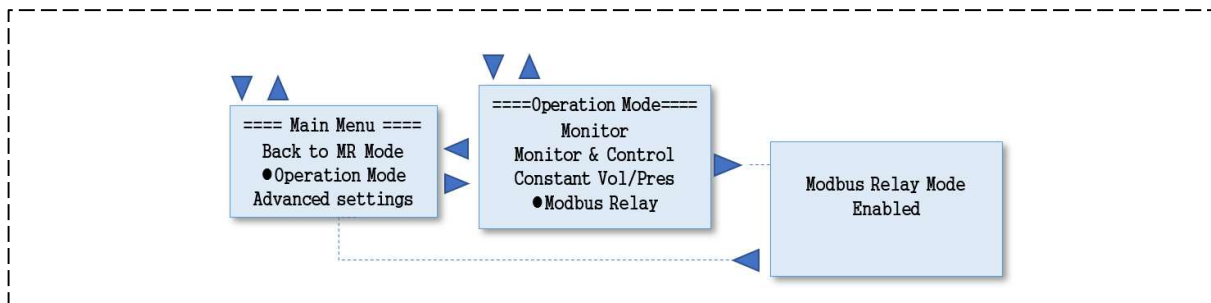 ==== Main Menu ====
Back to MR Mode
●Operation Mode
Advanced settings
====Operation Mode====
Monitor
Monitor & Control
Constant Vol/Pres
●Modbus Relay
Modbus Relay Mode
Enabled